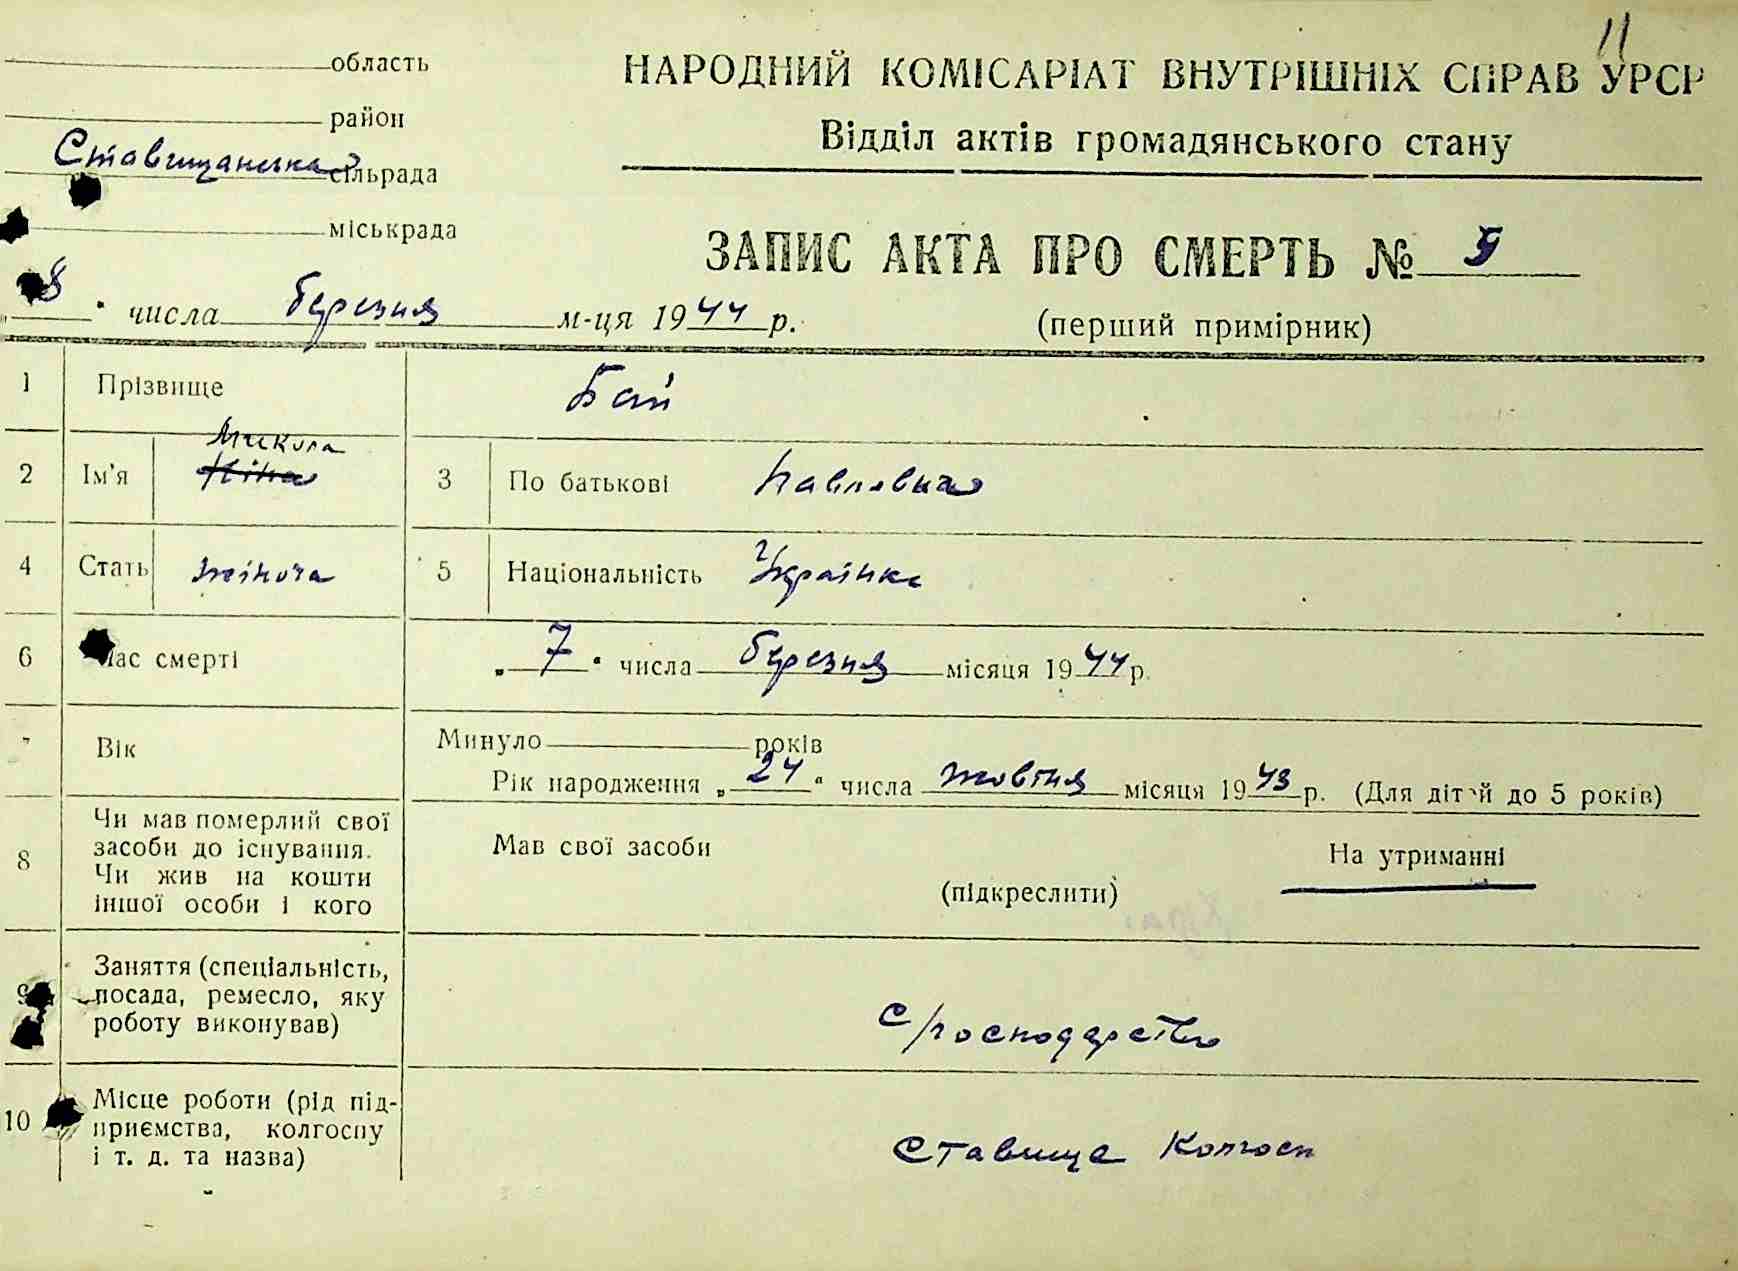 11
область
НАРОДНИЙ КОМІСАРІАТ ВНУТРІШНІХ СПРАВ УРСР
район
Відділ актів громадянського стану
Ставищанська сільрада
міськрада
ЗАПИС АКТА ПРО СМЕРТЬ №
„8“ числа березня м-ця 1944 р.
(перший примірник)
1 Прізвище Бай
Микола
2 Ім'я Ніна 3 По батькові Павловна
4 Стать жіноча 5 Національність Українка
6 Час смерті „7“ числа березня місяця 1944 р.
7 Вік Минуло років
Рік народження „24“ числа жовтня місяця 1943 р. (Для дітей до 5 років)
8 Чи мав померлий свої
засоби до існування.
Чи жив на кошти
іншої особи і кого
Мав свої засоби На утриманні
(підкреслити)
9 Заняття (спеціальність,
посада, ремесло, яку
роботу виконував)
с/господарство
10 Місце роботи (рід під-
приємства, колгоспу
і т. д. та назва)
Ставище Колгосп